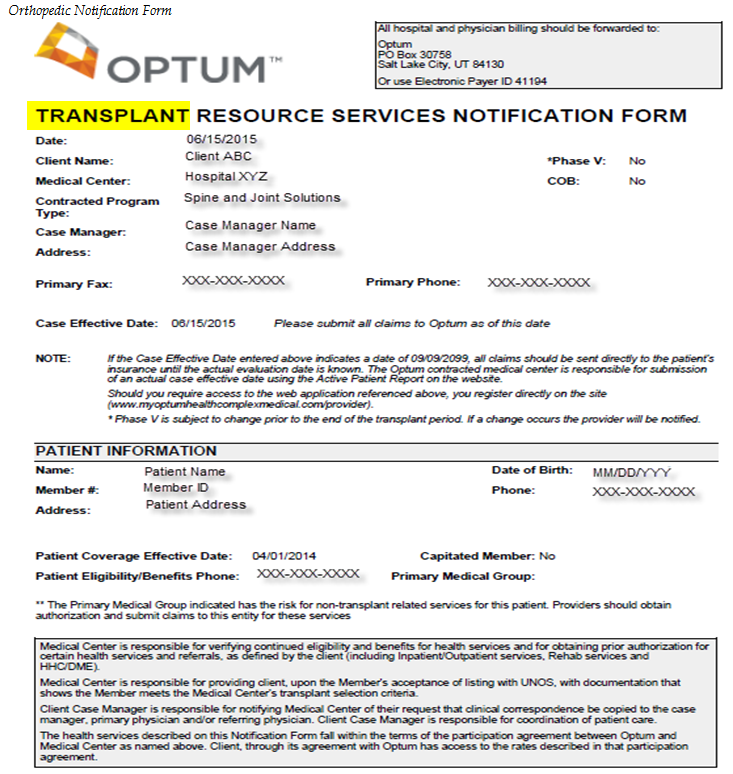 Orthopedic Notification Form
All hospital and physician billing should be forwarded to:
Optum
PO Box 30758
Salt Lake City, UT 84130
Or use Electronic Payer ID 41194
OPTUM™
TRANSPLANT RESOURCE SERVICES NOTIFICATION FORM
Date: 06/15/2015
Client Name: Client ABC *Phase V: No
Medical Center: Hospital XYZ COB: No
Contracted Program Spine and Joint Solutions
Type:
Case Manager: Case Manager Name
Address: Case Manager Address
Primary Fax: XXX-XXX-XXXX Primary Phone: XXX-XXX-XXXX
Case Effective Date: 06/15/2015 Please submit all claims to Optum as of this date
NOTE: If the Case Effective Date entered above indicates a date of 09/09/2099, all claims should be sent directly to the patient's
insurance until the actual evaluation date is known. The Optum contracted medical center is responsible for submission
of an actual case effective date using the Active Patient Report on the website.
Should you require access to the web application referenced above, you register directly on the site
(www.myoptumhealthcomplexmedical.com/provider).
* Phase V is subject to change prior to the end of the transplant period. If a change occurs the provider will be notified.
PATIENT INFORMATION
Name: Patient Name Date of Birth: MM/DD/YYY
Member #: Member ID Phone: XXX-XXX-XXXX
Address: Patient Address
Patient Coverage Effective Date: 04/01/2014 Capitated Member: No
Patient Eligibility/Benefits Phone: XXX-XXX-XXXX Primary Medical Group:
** The Primary Medical Group indicated has the risk for non-transplant related services for this patient. Providers should obtain
authorization and submit claims to this entity for these services
Medical Center is responsible for verifying continued eligibility and benefits for health services and for obtaining prior authorization for
certain health services and referrals, as defined by the client (including Inpatient/Outpatient services, Rehab services and
HHC/DME).
Medical Center is responsible for providing client, upon the Member's acceptance of listing with UNOS, with documentation that
shows the Member meets the Medical Center's transplant selection criteria.
Client Case Manager is responsible for notifying Medical Center of their request that clinical correspondence be copied to the case
manager, primary physician and/or referring physician. Client Case Manager is responsible for coordination of patient care.
The health services described on this Notification Form fall within the terms of the participation agreement between Optum and
Medical Center as named above. Client, through its agreement with Optum has access to the rates described in that participation
agreement.